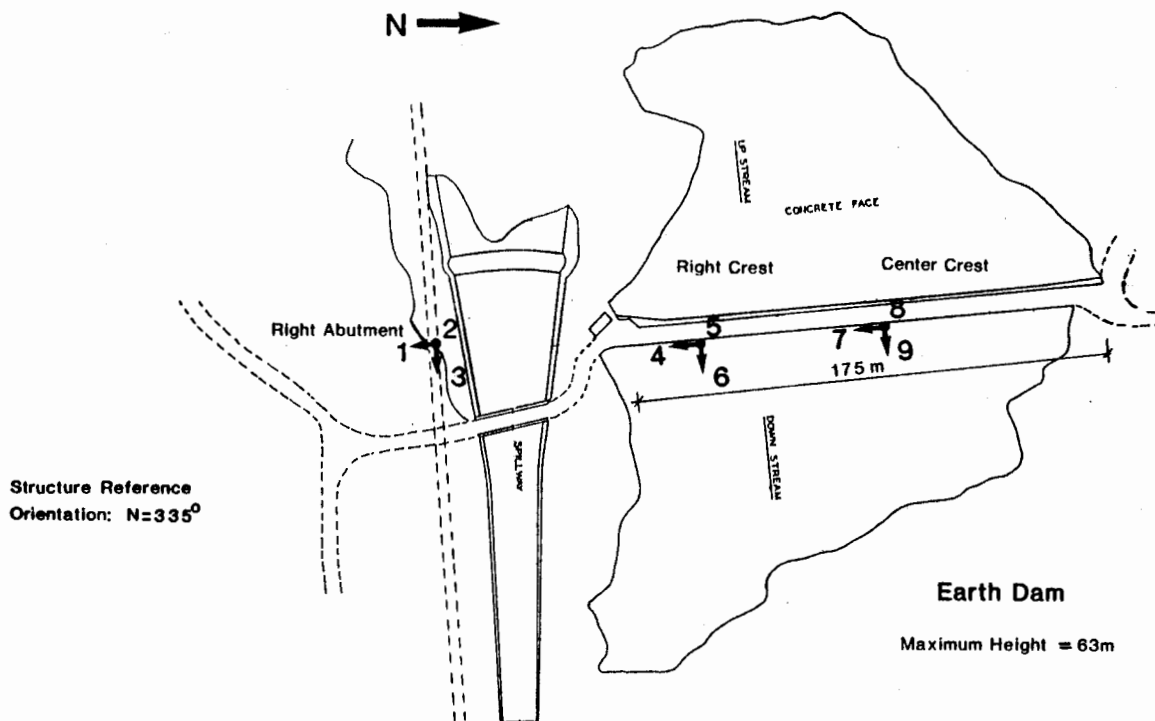 N
UP STREAM
CONCRETE FACE
Right Crest
Center Crest
Right Abutment
1
2
3
4
5
6
7
8
9
175 m
SPILLWAY
DOWN STREAM
Structure Reference
Orientation: N=335°
Earth Dam
Maximum Height = 63m